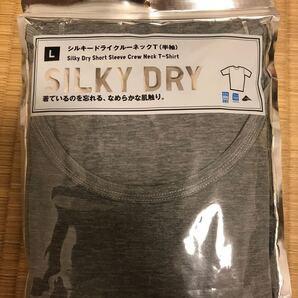 L
シルキードライクルーネックT(半袖)
Silky Dry Short Sleeve Crew Neck T-Shirt
SILKY DRY
着ているのを忘れる、なめらかな肌触り。